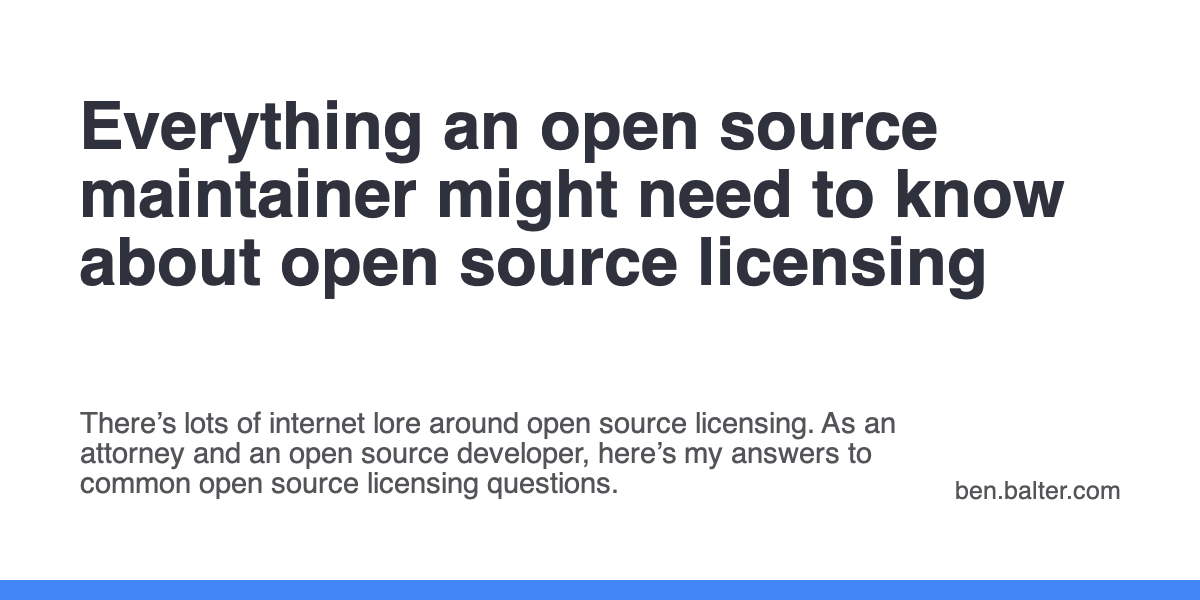 Everything an open source
maintainer might need to know
about open source licensing
There’s lots of internet lore around open source licensing. As an
attorney and an open source developer, here’s my answers to
common open source licensing questions.
ben.balter.com